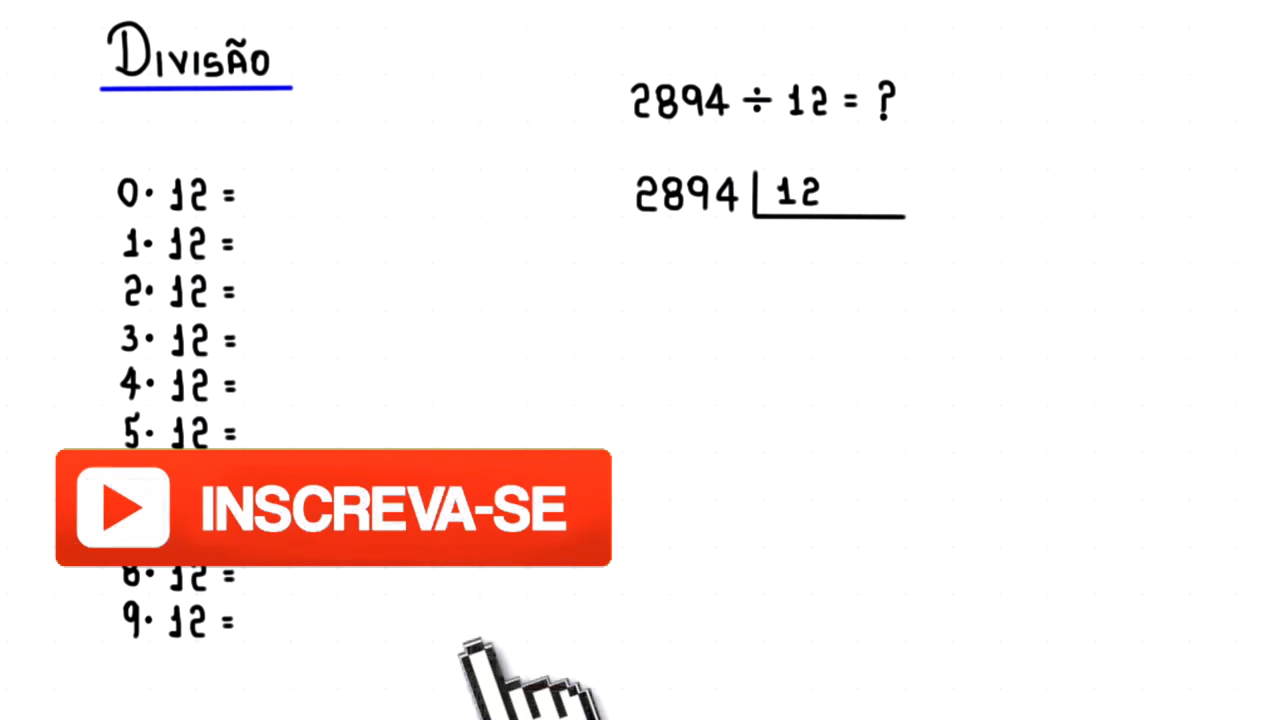 DIVISÃO
2894 ÷ 12 = ?
2894 12
0· 12 =
1· 12 =
2· 12 =
3· 12 =
4· 12 =
5· 12 =
INSCREVA-SE
8· 12 =
9· 12 =